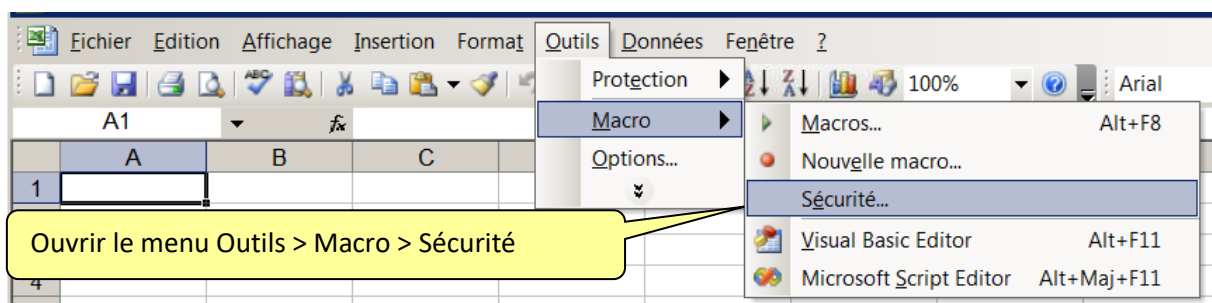 Fichier Edition Affichage Insertion Format Outils Données Fenêtre ?
ABC 100% Arial
Protection
A1 fx
Macro
Options...
Macros... Alt+F8
Nouvelle macro...
Sécurité...
Visual Basic Editor Alt+F11
Microsoft Script Editor Alt+Maj+F11
A B C
1
Ouvrir le menu Outils > Macro > Sécurité
4